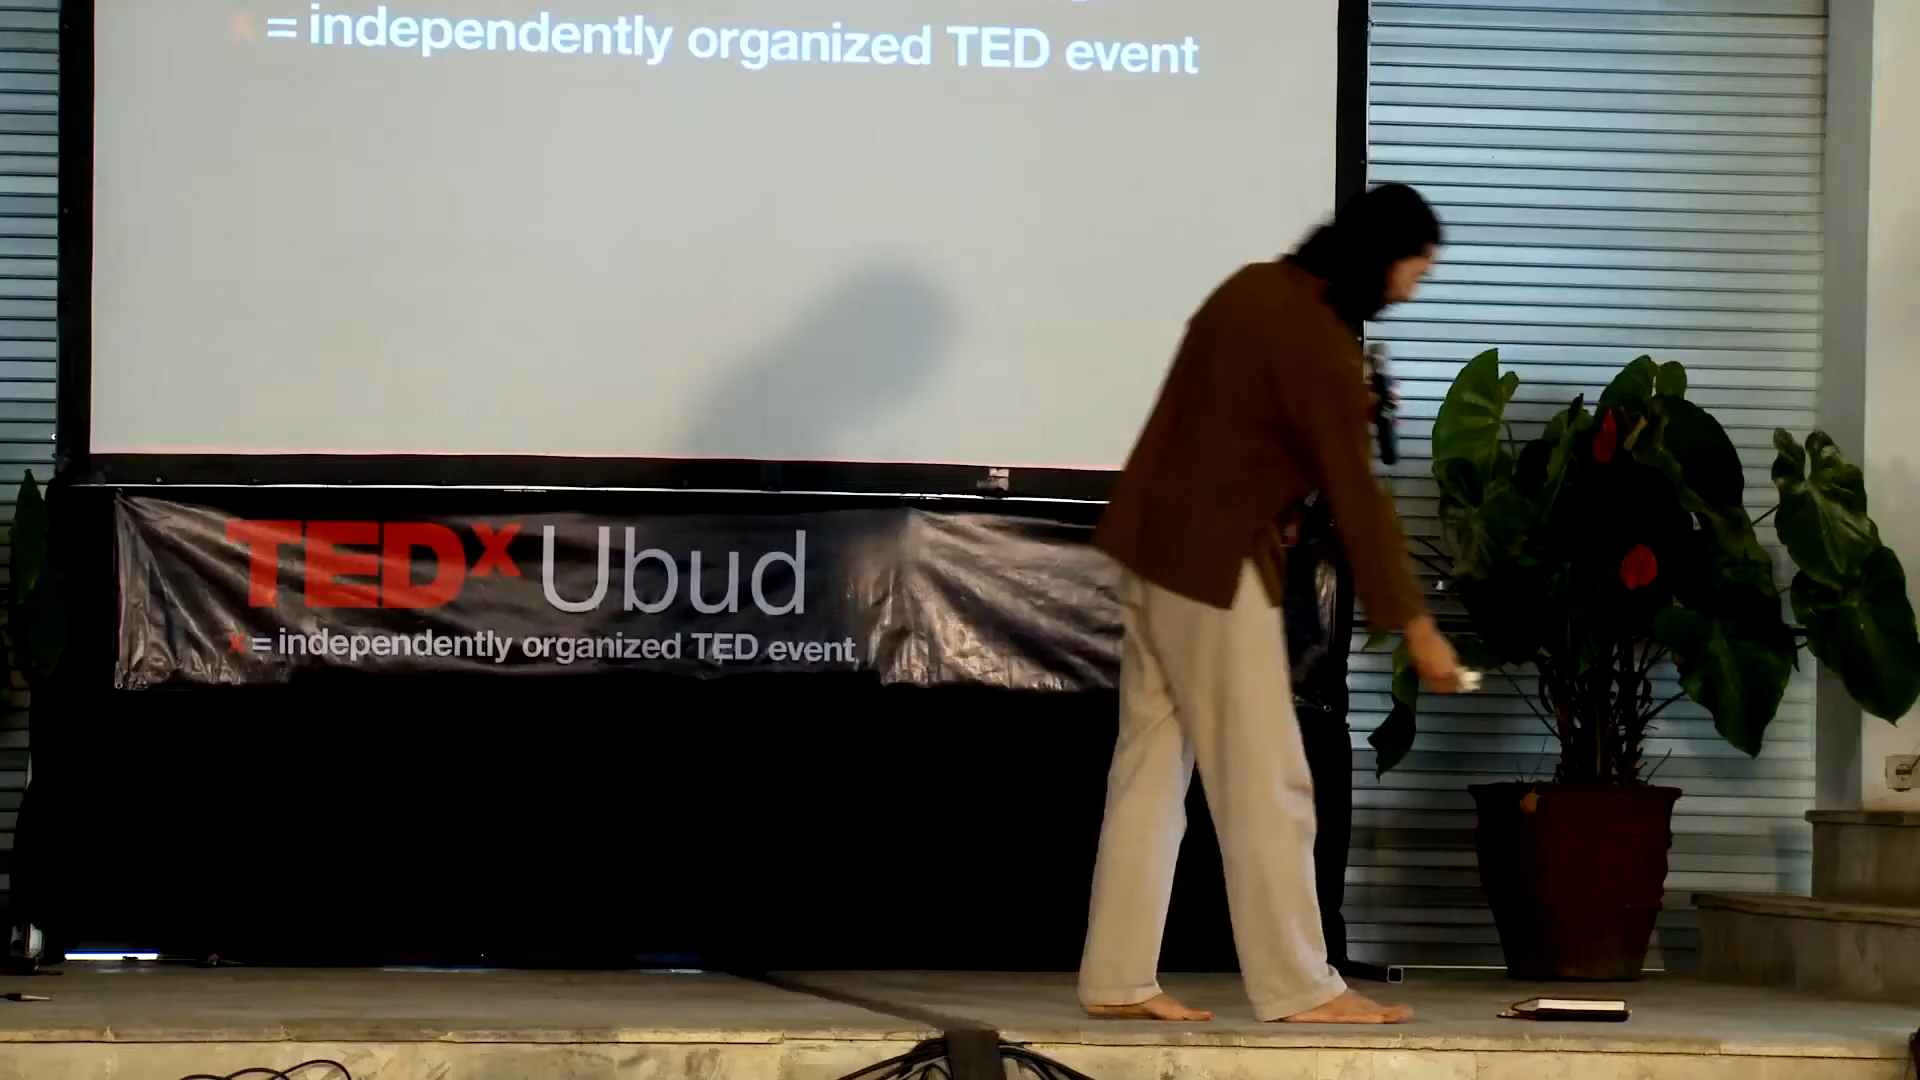 x = independently organized TED event
TEDx Ubud
x = independently organized TED event